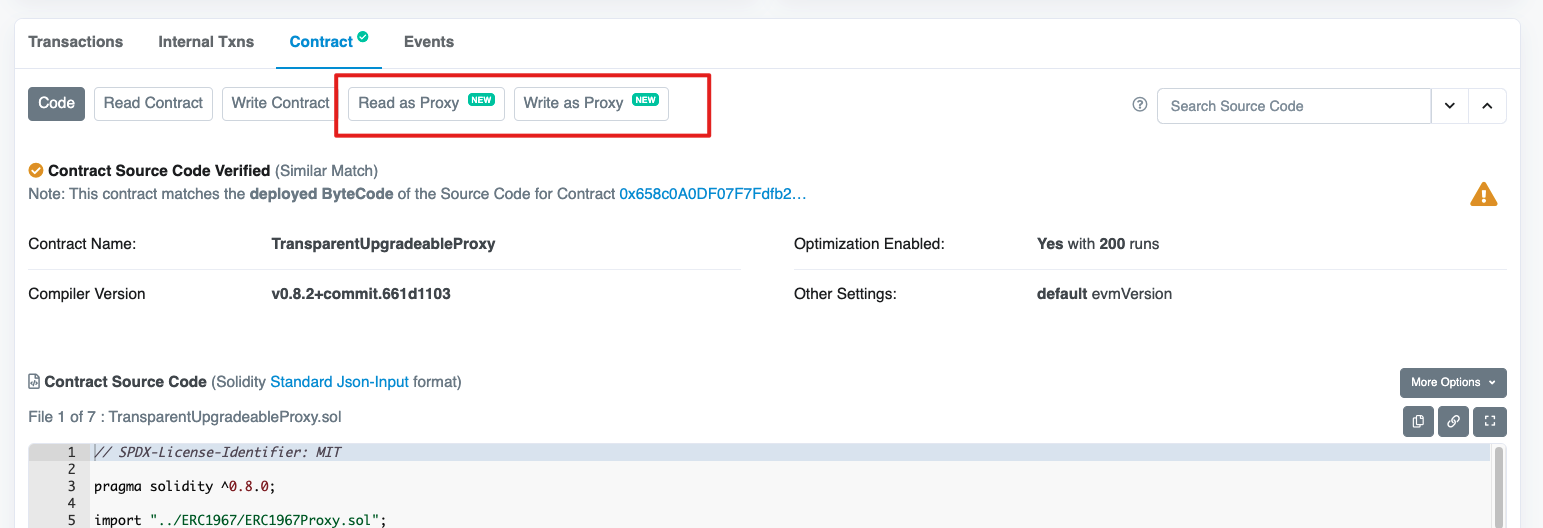 Transactions Internal Txns Contract Events
Code Read Contract Write Contract Read as Proxy NEW Write as Proxy NEW Search Source Code
Contract Source Code Verified (Similar Match)
Note: This contract matches the deployed ByteCode of the Source Code for Contract 0x658c0A0DF07F7Fdfb2…
Contract Name: TransparentUpgradeableProxy Optimization Enabled: Yes with 200 runs
Compiler Version v0.8.2+commit.661d1103 Other Settings: default evmVersion
Contract Source Code (Solidity Standard Json-Input format) More Options
File 1 of 7 : TransparentUpgradeableProxy.sol
1 // SPDX-License-Identifier: MIT
2
3 pragma solidity ^0.8.0;
4
5 import "../ERC1967/ERC1967Proxy.sol";